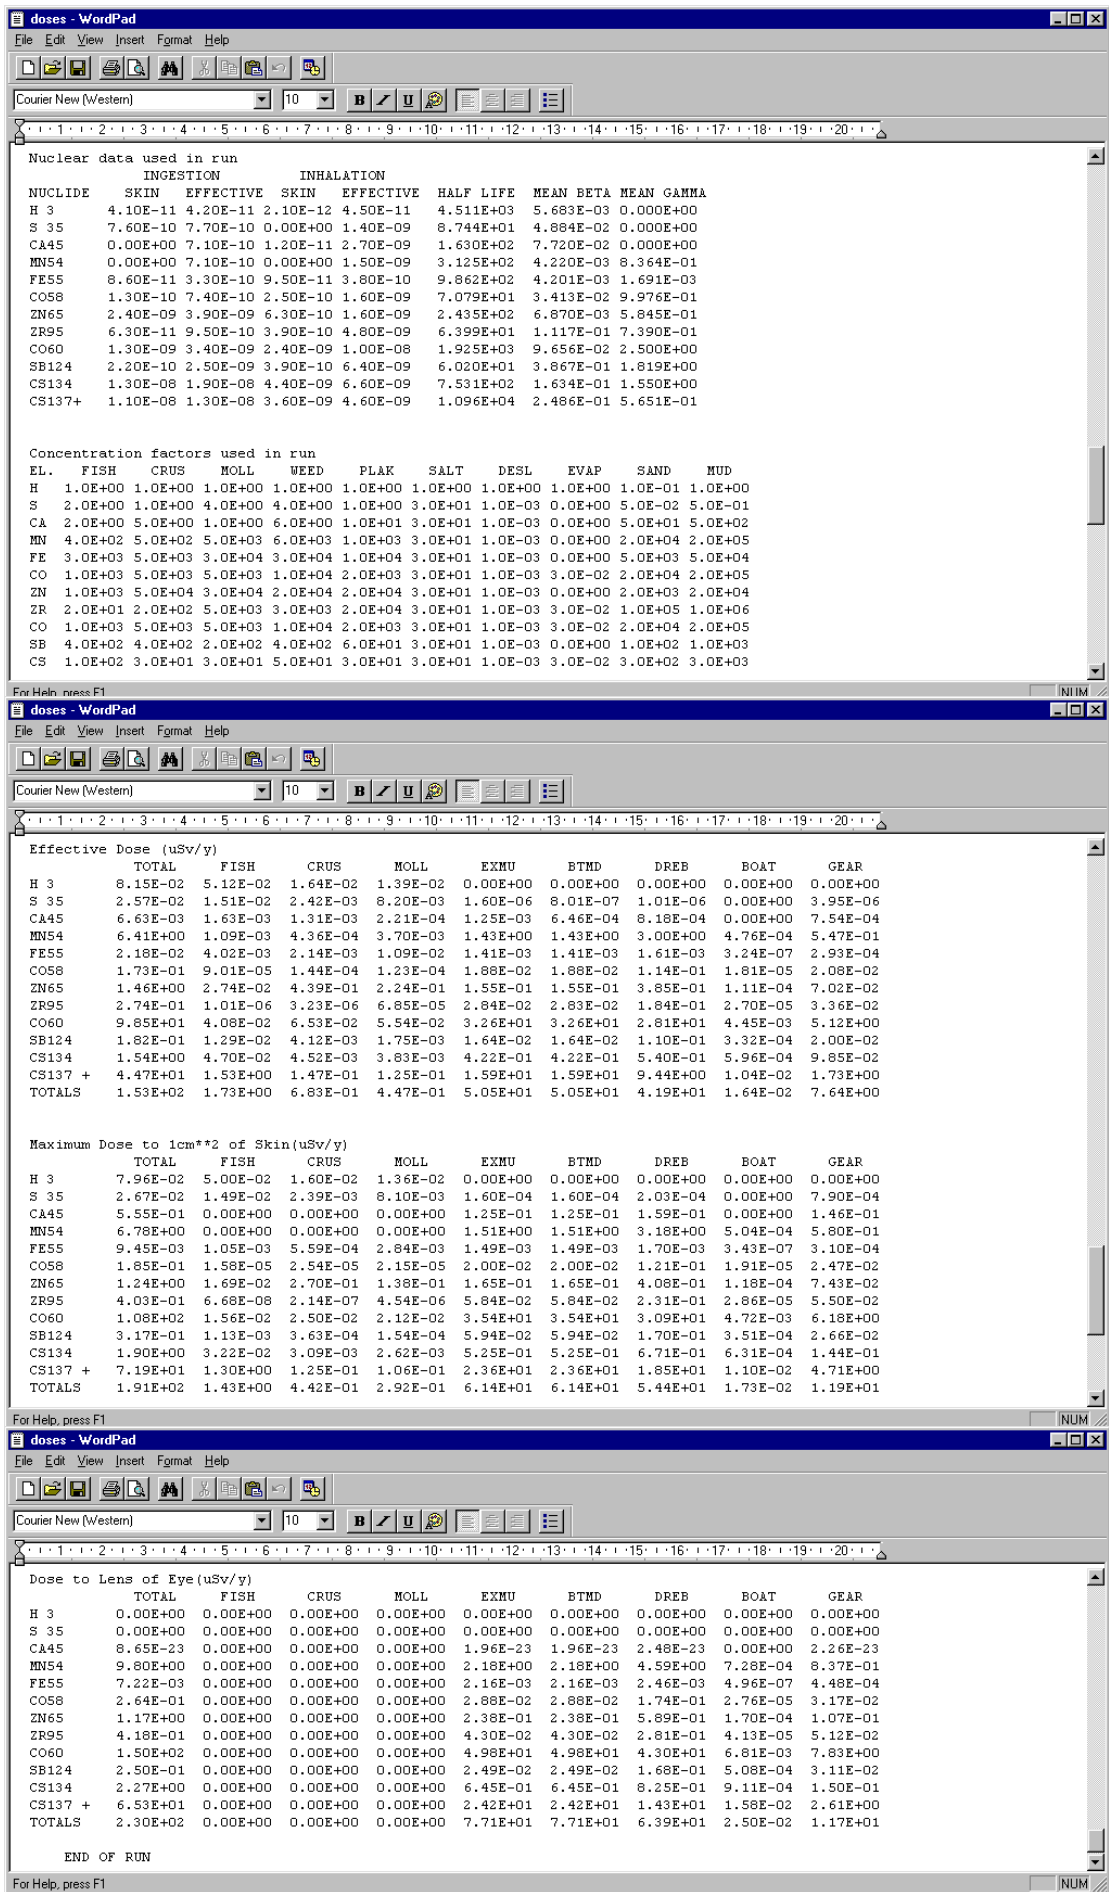 doses - WordPad
File Edit View Insert Format Help
Courier New (Western) 10 B I U
1 2 3 4 5 6 7 8 9 10 11 12 13 14 15 16 17 18 19 20
Nuclear data used in run
INGESTION INHALATION
NUCLIDE SKIN EFFECTIVE SKIN EFFECTIVE HALF LIFE MEAN BETA MEAN GAMMA
H 3 4.10E-11 4.20E-11 2.10E-12 4.50E-11 4.511E+03 5.683E-03 0.000E+00
S 35 7.60E-10 7.70E-10 0.00E+00 1.40E-09 8.744E+01 4.884E-02 0.000E+00
CA45 0.00E+00 7.10E-10 1.20E-11 2.70E-09 1.630E+02 7.720E-02 0.000E+00
MN54 0.00E+00 7.10E-10 0.00E+00 1.50E-09 3.125E+02 4.220E-03 8.364E-01
FE55 8.60E-11 3.30E-10 9.50E-11 3.80E-10 9.862E+02 4.201E-03 1.691E-03
CO58 1.30E-10 7.40E-10 2.50E-10 1.60E-09 7.079E+01 3.413E-02 9.976E-01
ZN65 2.40E-09 3.90E-09 6.30E-10 1.60E-09 2.435E+02 6.870E-03 5.845E-01
ZR95 6.30E-11 9.50E-10 3.90E-10 4.80E-09 6.399E+01 1.117E-01 7.390E-01
CO60 1.30E-09 3.40E-09 2.40E-09 1.00E-08 1.925E+03 9.656E-02 2.500E+00
SB124 2.20E-10 2.50E-09 3.90E-10 6.40E-09 6.020E+01 3.867E-01 1.819E+00
CS134 1.30E-08 1.90E-08 4.40E-09 6.60E-09 7.531E+02 1.634E-01 1.550E+00
CS137+ 1.10E-08 1.30E-08 3.60E-09 4.60E-09 1.096E+04 2.486E-01 5.651E-01
Concentration factors used in run
EL. FISH CRUS MOLL WEED PLAK SALT DESL EVAP SAND MUD
H 1.0E+00 1.0E+00 1.0E+00 1.0E+00 1.0E+00 1.0E+00 1.0E+00 1.0E+00 1.0E-01 1.0E+00
S 2.0E+00 1.0E+00 4.0E+00 4.0E+00 1.0E+00 3.0E+01 1.0E-03 0.0E+00 5.0E-02 5.0E-01
CA 2.0E+00 5.0E+00 1.0E+00 6.0E+00 1.0E+01 3.0E+01 1.0E-03 0.0E+00 5.0E+01 5.0E+02
MN 4.0E+02 5.0E+02 5.0E+03 6.0E+03 1.0E+03 3.0E+01 1.0E-03 0.0E+00 2.0E+04 2.0E+05
FE 3.0E+03 5.0E+03 3.0E+04 3.0E+04 1.0E+04 3.0E+01 1.0E-03 0.0E+00 5.0E+03 5.0E+04
CO 1.0E+03 5.0E+03 5.0E+03 1.0E+04 2.0E+03 3.0E+01 1.0E-03 3.0E-02 2.0E+04 2.0E+05
ZN 1.0E+03 5.0E+04 3.0E+04 2.0E+04 2.0E+04 3.0E+01 1.0E-03 0.0E+00 2.0E+03 2.0E+04
ZR 2.0E+01 2.0E+02 5.0E+03 3.0E+03 2.0E+04 3.0E+01 1.0E-03 3.0E-02 1.0E+05 1.0E+06
CO 1.0E+03 5.0E+03 5.0E+03 1.0E+04 2.0E+03 3.0E+01 1.0E-03 3.0E-02 2.0E+04 2.0E+05
SB 4.0E+02 4.0E+02 2.0E+02 4.0E+02 6.0E+01 3.0E+01 1.0E-03 0.0E+00 1.0E+02 1.0E+03
CS 1.0E+02 3.0E+01 3.0E+01 5.0E+01 3.0E+01 3.0E+01 1.0E-03 3.0E-02 3.0E+02 3.0E+03
For Help, press F1 NUM
doses - WordPad
File Edit View Insert Format Help
Courier New (Western) 10 B I U
1 2 3 4 5 6 7 8 9 10 11 12 13 14 15 16 17 18 19 20
Effective Dose (uSv/y)
TOTAL FISH CRUS MOLL EXMU BTMD DREB BOAT GEAR
H 3 8.15E-02 5.12E-02 1.64E-02 1.39E-02 0.00E+00 0.00E+00 0.00E+00 0.00E+00 0.00E+00
S 35 2.57E-02 1.51E-02 2.42E-03 8.20E-03 1.60E-06 8.01E-07 1.01E-06 0.00E+00 3.95E-06
CA45 6.63E-03 1.63E-03 1.31E-03 2.21E-04 1.25E-03 6.46E-04 8.18E-04 0.00E+00 7.54E-04
MN54 6.41E+00 1.09E-03 4.36E-04 3.70E-03 1.43E+00 1.43E+00 3.00E+00 4.76E-04 5.47E-01
FE55 2.18E-02 4.02E-03 2.14E-03 1.09E-02 1.41E-03 1.41E-03 1.61E-03 3.24E-07 2.93E-04
CO58 1.73E-01 9.01E-05 1.44E-04 1.23E-04 1.88E-02 1.88E-02 1.14E-01 1.81E-05 2.08E-02
ZN65 1.46E+00 2.74E-02 4.39E-01 2.24E-01 1.55E-01 1.55E-01 3.85E-01 1.11E-04 7.02E-02
ZR95 2.74E-01 1.01E-06 3.23E-06 6.85E-05 2.84E-02 2.83E-02 1.84E-01 2.70E-05 3.36E-02
CO60 9.85E+01 4.08E-02 6.53E-02 5.54E-02 3.26E+01 3.26E+01 2.81E+01 4.45E-03 5.12E+00
SB124 1.82E-01 1.29E-02 4.12E-03 1.75E-03 1.64E-02 1.64E-02 1.10E-01 3.32E-04 2.00E-02
CS134 1.54E+00 4.70E-02 4.52E-03 3.83E-03 4.22E-01 4.22E-01 5.40E-01 5.96E-04 9.85E-02
CS137 + 4.47E+01 1.53E+00 1.47E-01 1.25E-01 1.59E+01 1.59E+01 9.44E+00 1.04E-02 1.73E+00
TOTALS 1.53E+02 1.73E+00 6.83E-01 4.47E-01 5.05E+01 5.05E+01 4.19E+01 1.64E-02 7.64E+00
Maximum Dose to 1cm**2 of Skin(uSv/y)
TOTAL FISH CRUS MOLL EXMU BTMD DREB BOAT GEAR
H 3 7.96E-02 5.00E-02 1.60E-02 1.36E-02 0.00E+00 0.00E+00 0.00E+00 0.00E+00 0.00E+00
S 35 2.67E-02 1.49E-02 2.39E-03 8.10E-03 1.60E-04 1.60E-04 2.03E-04 0.00E+00 7.90E-04
CA45 5.55E-01 0.00E+00 0.00E+00 0.00E+00 1.25E-01 1.25E-01 1.59E-01 0.00E+00 1.46E-01
MN54 6.78E+00 0.00E+00 0.00E+00 0.00E+00 1.51E+00 1.51E+00 3.18E+00 5.04E-04 5.80E-01
FE55 9.45E-03 1.05E-03 5.59E-04 2.84E-03 1.49E-03 1.49E-03 1.70E-03 3.43E-07 3.10E-04
CO58 1.85E-01 1.58E-05 2.54E-05 2.15E-05 2.00E-02 2.00E-02 1.21E-01 1.91E-05 2.47E-02
ZN65 1.24E+00 1.69E-02 2.70E-01 1.38E-01 1.65E-01 1.65E-01 4.08E-01 1.18E-04 7.43E-02
ZR95 4.03E-01 6.68E-08 2.14E-07 4.54E-06 5.84E-02 5.84E-02 2.31E-01 2.86E-05 5.50E-02
CO60 1.08E+02 1.56E-02 2.50E-02 2.12E-02 3.54E+01 3.54E+01 3.09E+01 4.72E-03 6.18E+00
SB124 3.17E-01 1.13E-03 3.63E-04 1.54E-04 5.94E-02 5.94E-02 1.70E-01 3.51E-04 2.66E-02
CS134 1.90E+00 3.22E-02 3.09E-03 2.62E-03 5.25E-01 5.25E-01 6.71E-01 6.31E-04 1.44E-01
CS137 + 7.19E+01 1.30E+00 1.25E-01 1.06E-01 2.36E+01 2.36E+01 1.85E+01 1.10E-02 4.71E+00
TOTALS 1.91E+02 1.43E+00 4.42E-01 2.92E-01 6.14E+01 6.14E+01 5.44E+01 1.73E-02 1.19E+01
For Help, press F1 NUM
doses - WordPad
File Edit View Insert Format Help
Courier New (Western) 10 B I U
1 2 3 4 5 6 7 8 9 10 11 12 13 14 15 16 17 18 19 20
Dose to Lens of Eye(uSv/y)
TOTAL FISH CRUS MOLL EXMU BTMD DREB BOAT GEAR
H 3 0.00E+00 0.00E+00 0.00E+00 0.00E+00 0.00E+00 0.00E+00 0.00E+00 0.00E+00 0.00E+00
S 35 0.00E+00 0.00E+00 0.00E+00 0.00E+00 0.00E+00 0.00E+00 0.00E+00 0.00E+00 0.00E+00
CA45 8.65E-23 0.00E+00 0.00E+00 0.00E+00 1.96E-23 1.96E-23 2.48E-23 0.00E+00 2.26E-23
MN54 9.80E+00 0.00E+00 0.00E+00 0.00E+00 2.18E+00 2.18E+00 4.59E+00 7.28E-04 8.37E-01
FE55 7.22E-03 0.00E+00 0.00E+00 0.00E+00 2.16E-03 2.16E-03 2.46E-03 4.96E-07 4.48E-04
CO58 2.64E-01 0.00E+00 0.00E+00 0.00E+00 2.88E-02 2.88E-02 1.74E-01 2.76E-05 3.17E-02
ZN65 1.17E+00 0.00E+00 0.00E+00 0.00E+00 2.38E-01 2.38E-01 5.89E-01 1.70E-04 1.07E-01
ZR95 4.18E-01 0.00E+00 0.00E+00 0.00E+00 4.30E-02 4.30E-02 2.81E-01 4.13E-05 5.12E-02
CO60 1.50E+02 0.00E+00 0.00E+00 0.00E+00 4.98E+01 4.98E+01 4.30E+01 6.81E-03 7.83E+00
SB124 2.50E-01 0.00E+00 0.00E+00 0.00E+00 2.49E-02 2.49E-02 1.68E-01 5.08E-04 3.11E-02
CS134 2.27E+00 0.00E+00 0.00E+00 0.00E+00 6.45E-01 6.45E-01 8.25E-01 9.11E-04 1.50E-01
CS137 + 6.53E+01 0.00E+00 0.00E+00 0.00E+00 2.42E+01 2.42E+01 1.43E+01 1.58E-02 2.61E+00
TOTALS 2.30E+02 0.00E+00 0.00E+00 0.00E+00 7.71E+01 7.71E+01 6.39E+01 2.50E-02 1.17E+01
END OF RUN
For Help, press F1 NUM